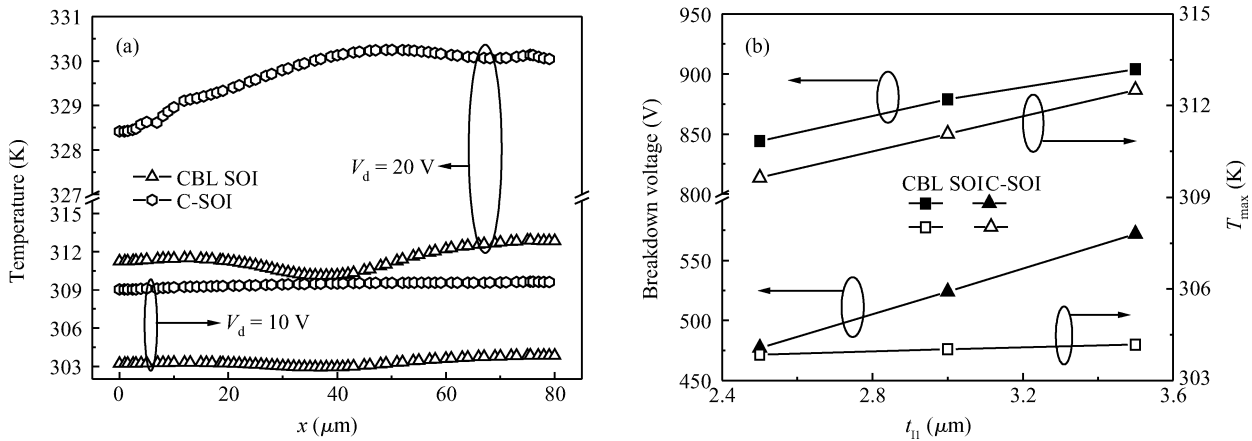 (a)
Temperature (K)
331
330
329
328
327
315
312
309
306
303
V_d = 20 V
CBL SOI
C-SOI
V_d = 10 V
0 20 40 60 80
x (μm)
(b)
Breakdown voltage (V)
950
900
850
800
550
500
450
CBL SOI C-SOI
T_max (K)
315
312
309
306
303
2.4 2.8 3.2 3.6
t_I1 (μm)